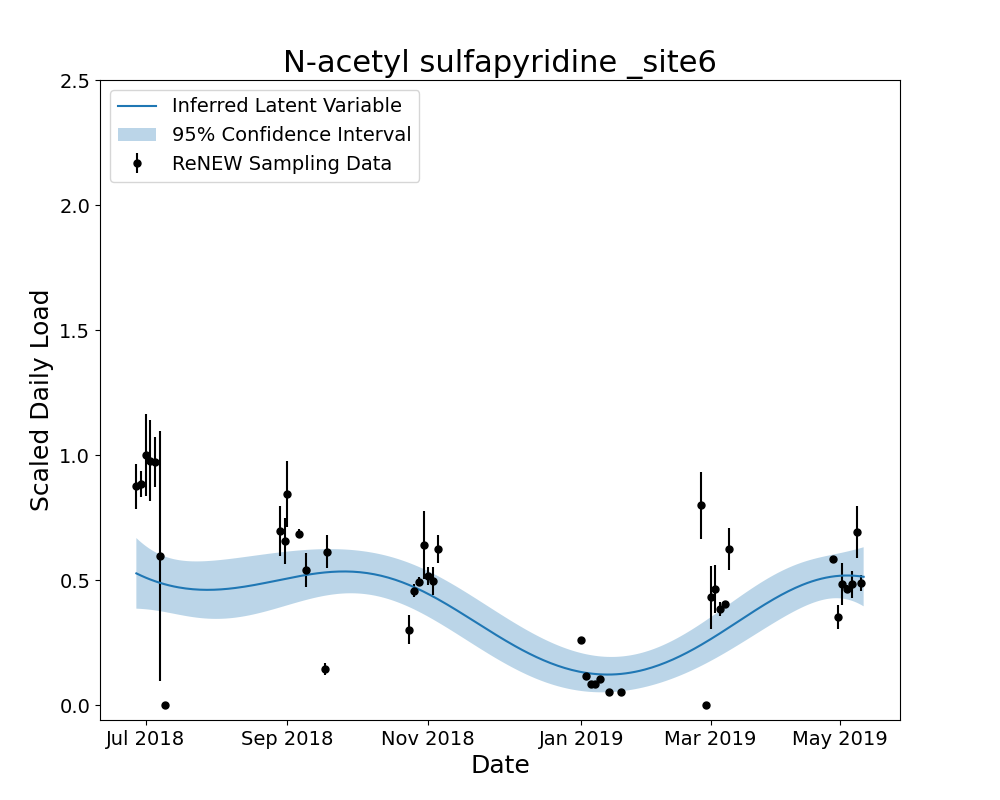 N-acetyl sulfapyridine _site6
Inferred Latent Variable
95% Confidence Interval
ReNEW Sampling Data
2.5
2.0
1.5
1.0
0.5
0.0
Scaled Daily Load
Jul 2018 Sep 2018 Nov 2018 Jan 2019 Mar 2019 May 2019
Date